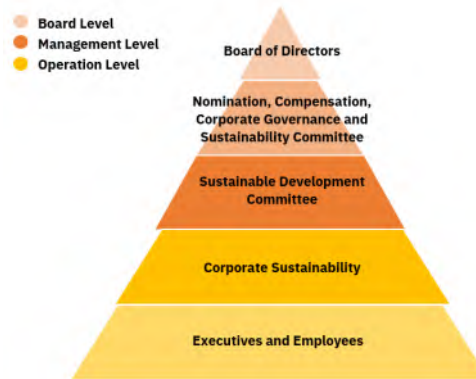 Board Level
Management Level
Operation Level
Board of Directors
Nomination, Compensation,
Corporate Governance and
Sustainability Committee
Sustainable Development
Committee
Corporate Sustainability
Executives and Employees